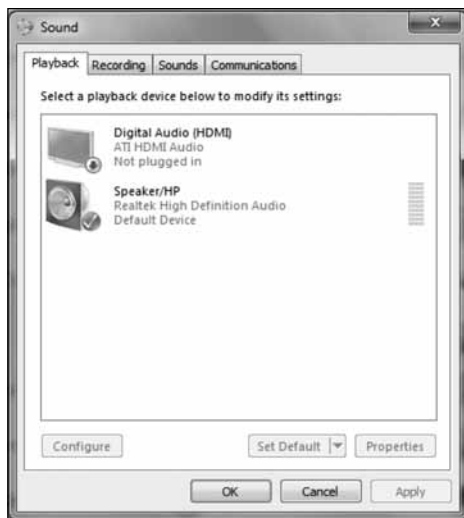 Sound
Playback Recording Sounds Communications
Select a playback device below to modify its settings:
Digital Audio (HDMI)
ATI HDMI Audio
Not plugged in
Speaker/HP
Realtek High Definition Audio
Default Device
Configure Set Default Properties
OK Cancel Apply